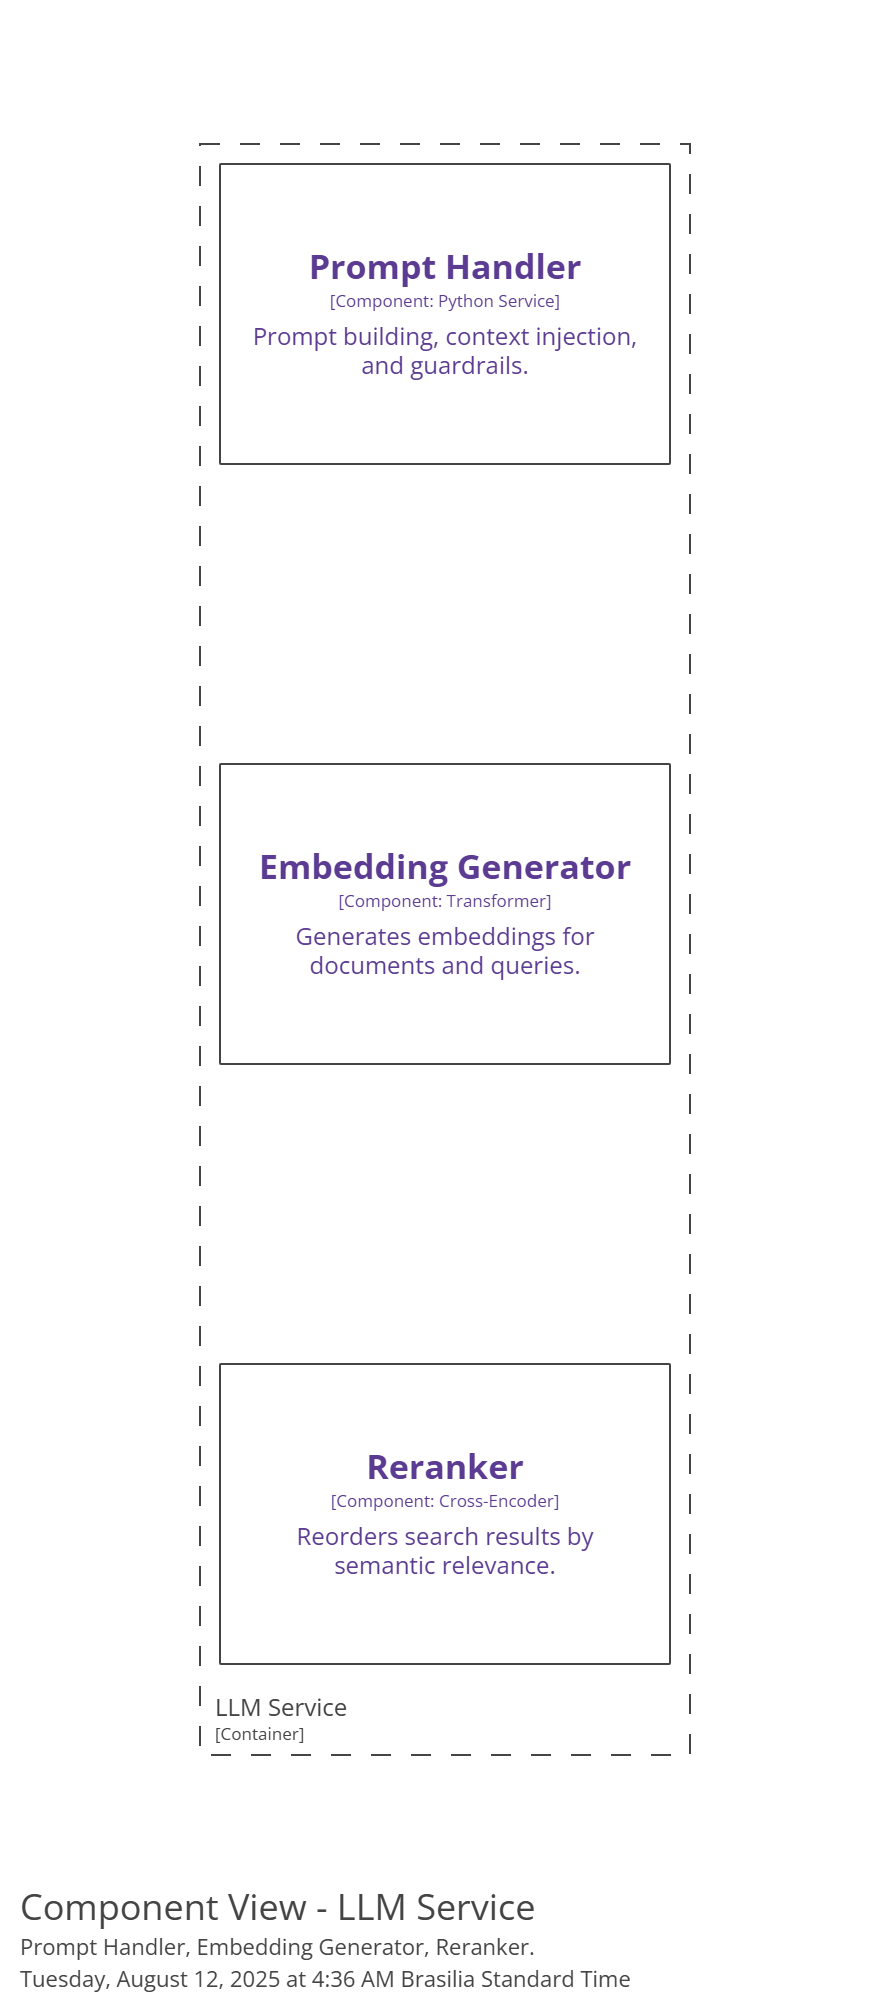 Prompt Handler
[Component: Python Service]
Prompt building, context injection,
and guardrails.
Embedding Generator
[Component: Transformer]
Generates embeddings for
documents and queries.
Reranker
[Component: Cross-Encoder]
Reorders search results by
semantic relevance.
LLM Service
[Container]
Component View - LLM Service
Prompt Handler, Embedding Generator, Reranker.
Tuesday, August 12, 2025 at 4:36 AM Brasilia Standard Time